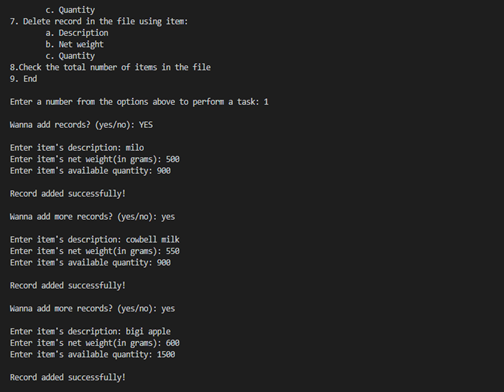 c. Quantity
7. Delete record in the file using item:
a. Description
b. Net weight
c. Quantity
8.Check the total number of items in the file
9. End
Enter a number from the options above to perform a task: 1
Wanna add records? (yes/no): YES
Enter item's description: milo
Enter item's net weight(in grams): 500
Enter item's available quantity: 900
Record added successfully!
Wanna add more records? (yes/no): yes
Enter item's description: cowbell milk
Enter item's net weight(in grams): 550
Enter item's available quantity: 900
Record added successfully!
Wanna add more records? (yes/no): yes
Enter item's description: bigi apple
Enter item's net weight(in grams): 600
Enter item's available quantity: 1500
Record added successfully!